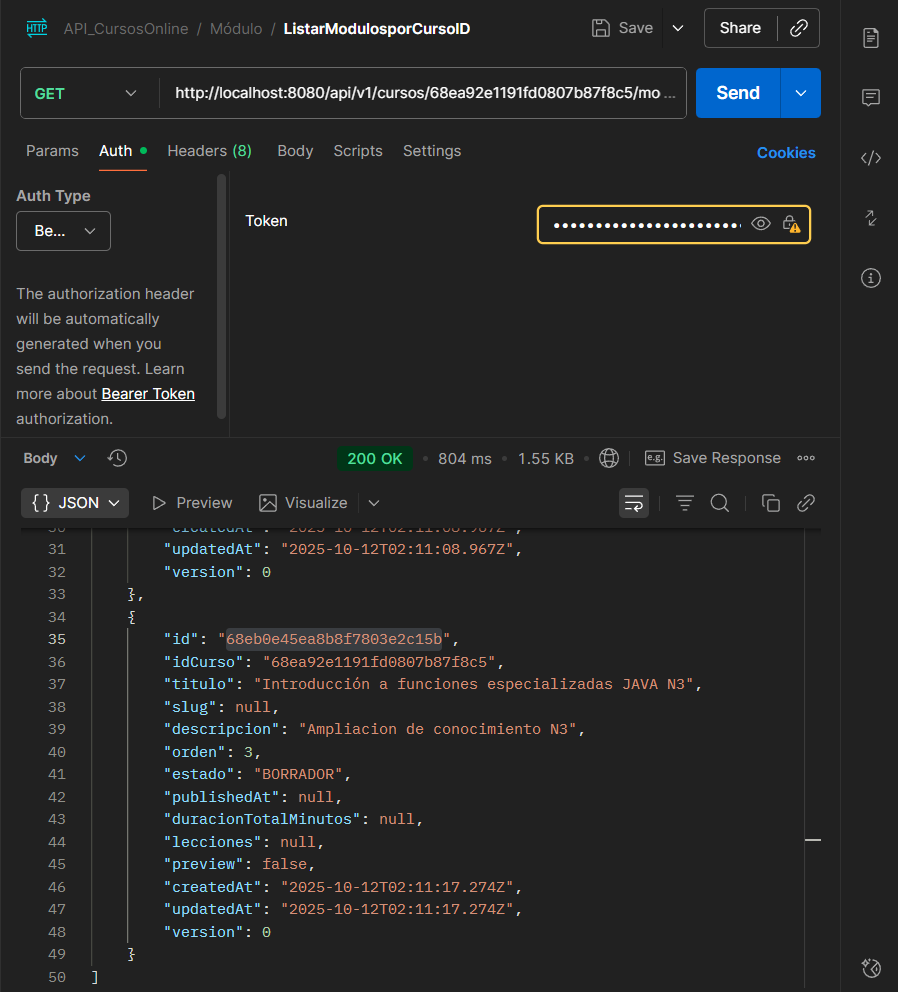 HTTP API_CursosOnline / Módulo / ListarModulosporCursoID Save Share
GET http://localhost:8080/api/v1/cursos/68ea92e1191fd0807b87f8c5/mo ... Send
Params Auth Headers (8) Body Scripts Settings Cookies
Auth Type
Be...
Token
The authorization header
will be automatically
generated when you
send the request. Learn
more about Bearer Token
authorization.
Body 200 OK • 804 ms • 1.55 KB • e.g. Save Response
{} JSON Preview Visualize
30 "createdAt": "2025-10-12T02:11:08.967Z",
31 "updatedAt": "2025-10-12T02:11:08.967Z",
32 "version": 0
33 },
34 {
35 "id": "68eb0e45ea8b8f7803e2c15b",
36 "idCurso": "68ea92e1191fd0807b87f8c5",
37 "titulo": "Introducción a funciones especializadas JAVA N3",
38 "slug": null,
39 "descripcion": "Ampliacion de conocimiento N3",
40 "orden": 3,
41 "estado": "BORRADOR",
42 "publishedAt": null,
43 "duracionTotalMinutos": null,
44 "lecciones": null,
45 "preview": false,
46 "createdAt": "2025-10-12T02:11:17.274Z",
47 "updatedAt": "2025-10-12T02:11:17.274Z",
48 "version": 0
49 }
50 ]